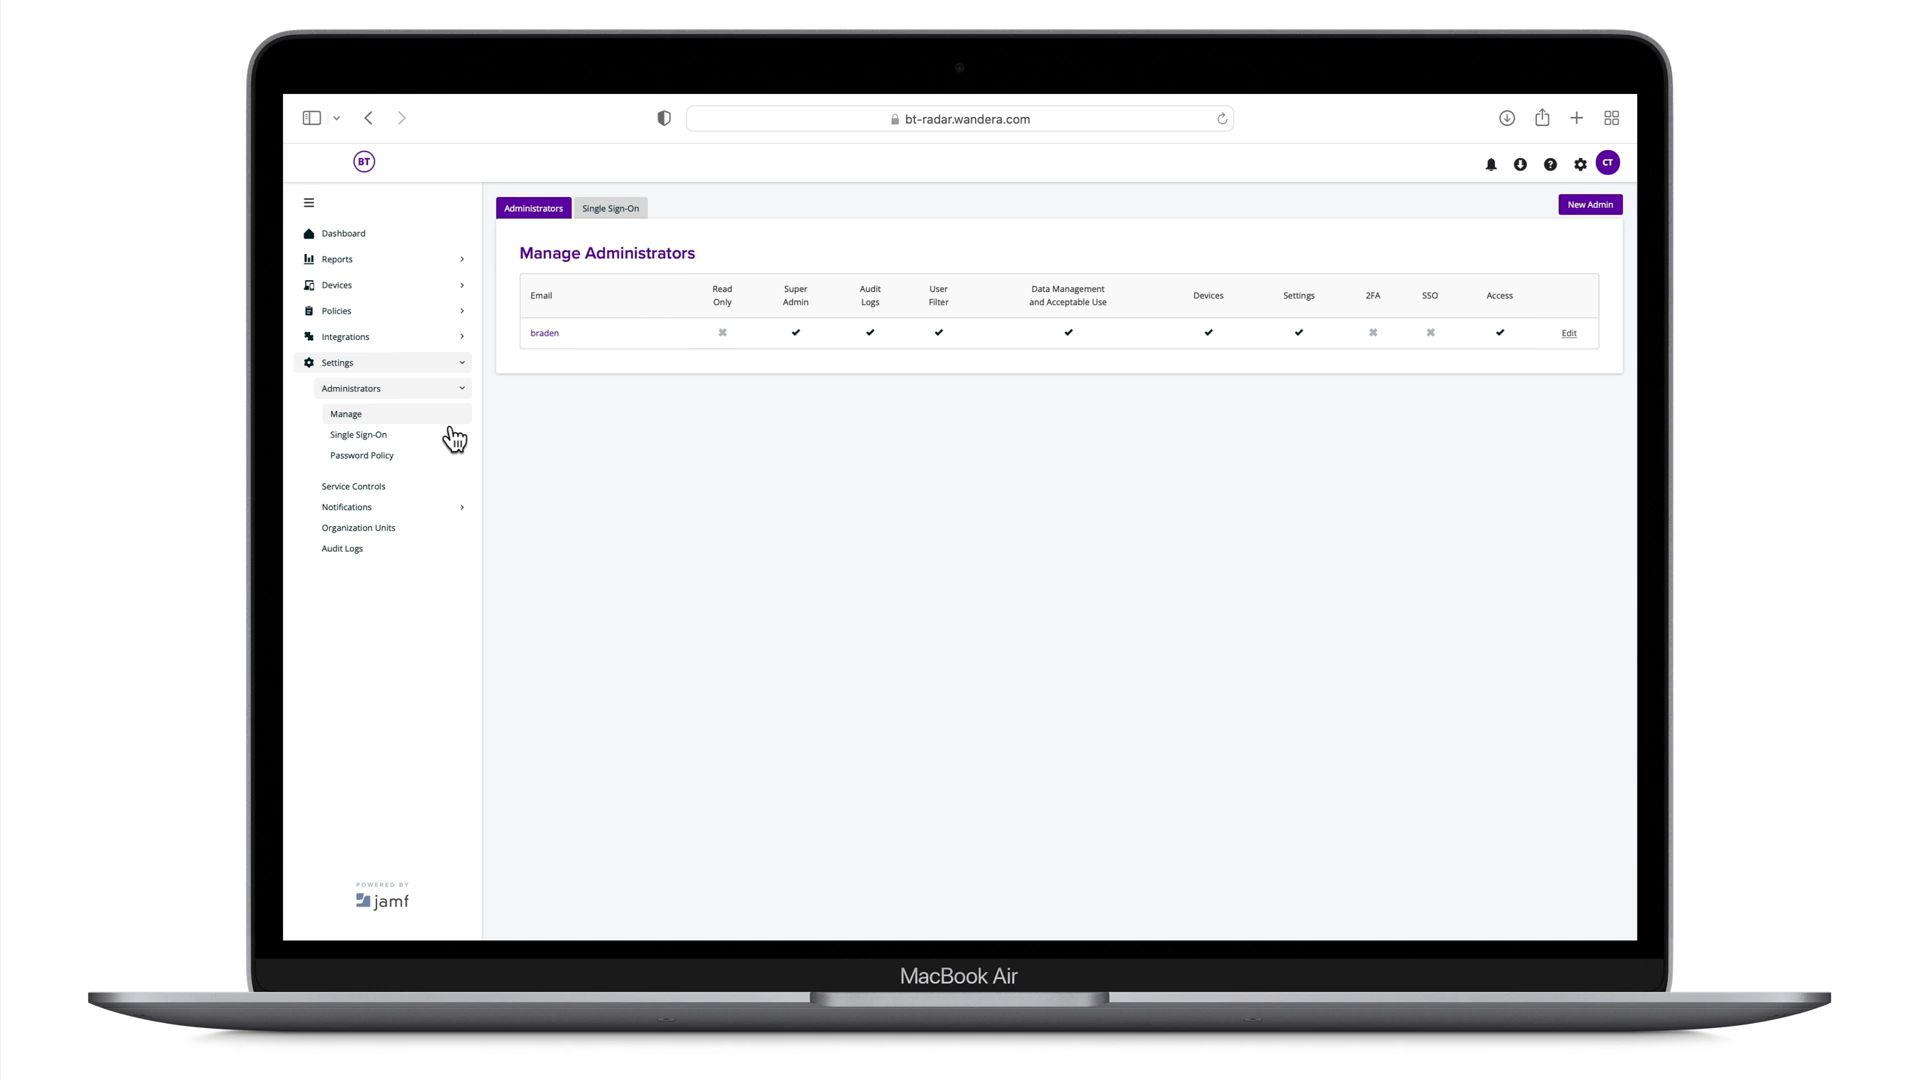 bt-radar.wandera.com
BT
CT
Administrators
Single Sign-On
New Admin
Dashboard
Reports
Devices
Policies
Integrations
Settings
Administrators
Manage
Single Sign-On
Password Policy
Service Controls
Notifications
Organization Units
Audit Logs
POWERED BY
jamf
Manage Administrators
Email
Read Only
Super Admin
Audit Logs
User Filter
Data Management and Acceptable Use
Devices
Settings
2FA
SSO
Access
braden
Edit
MacBook Air